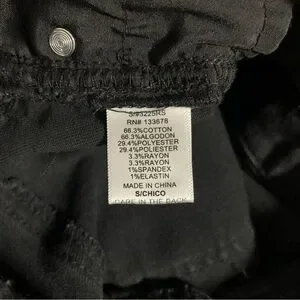 S/#3225RS
RN# 133678
66.3%COTTON
66.3%ALGODON
29.4%POLYESTER
29.4%POLIESTER
3.3%RAYON
3.3%RAYON
1%SPANDEX
1%ELASTIN
MADE IN CHINA
S/CHICO
CARE IN THE BACK